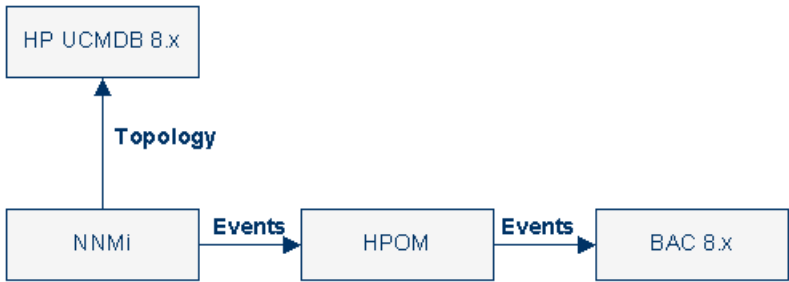 HP UCMDB 8.x
Topology
NNMi
Events
HPOM
Events
BAC 8.x